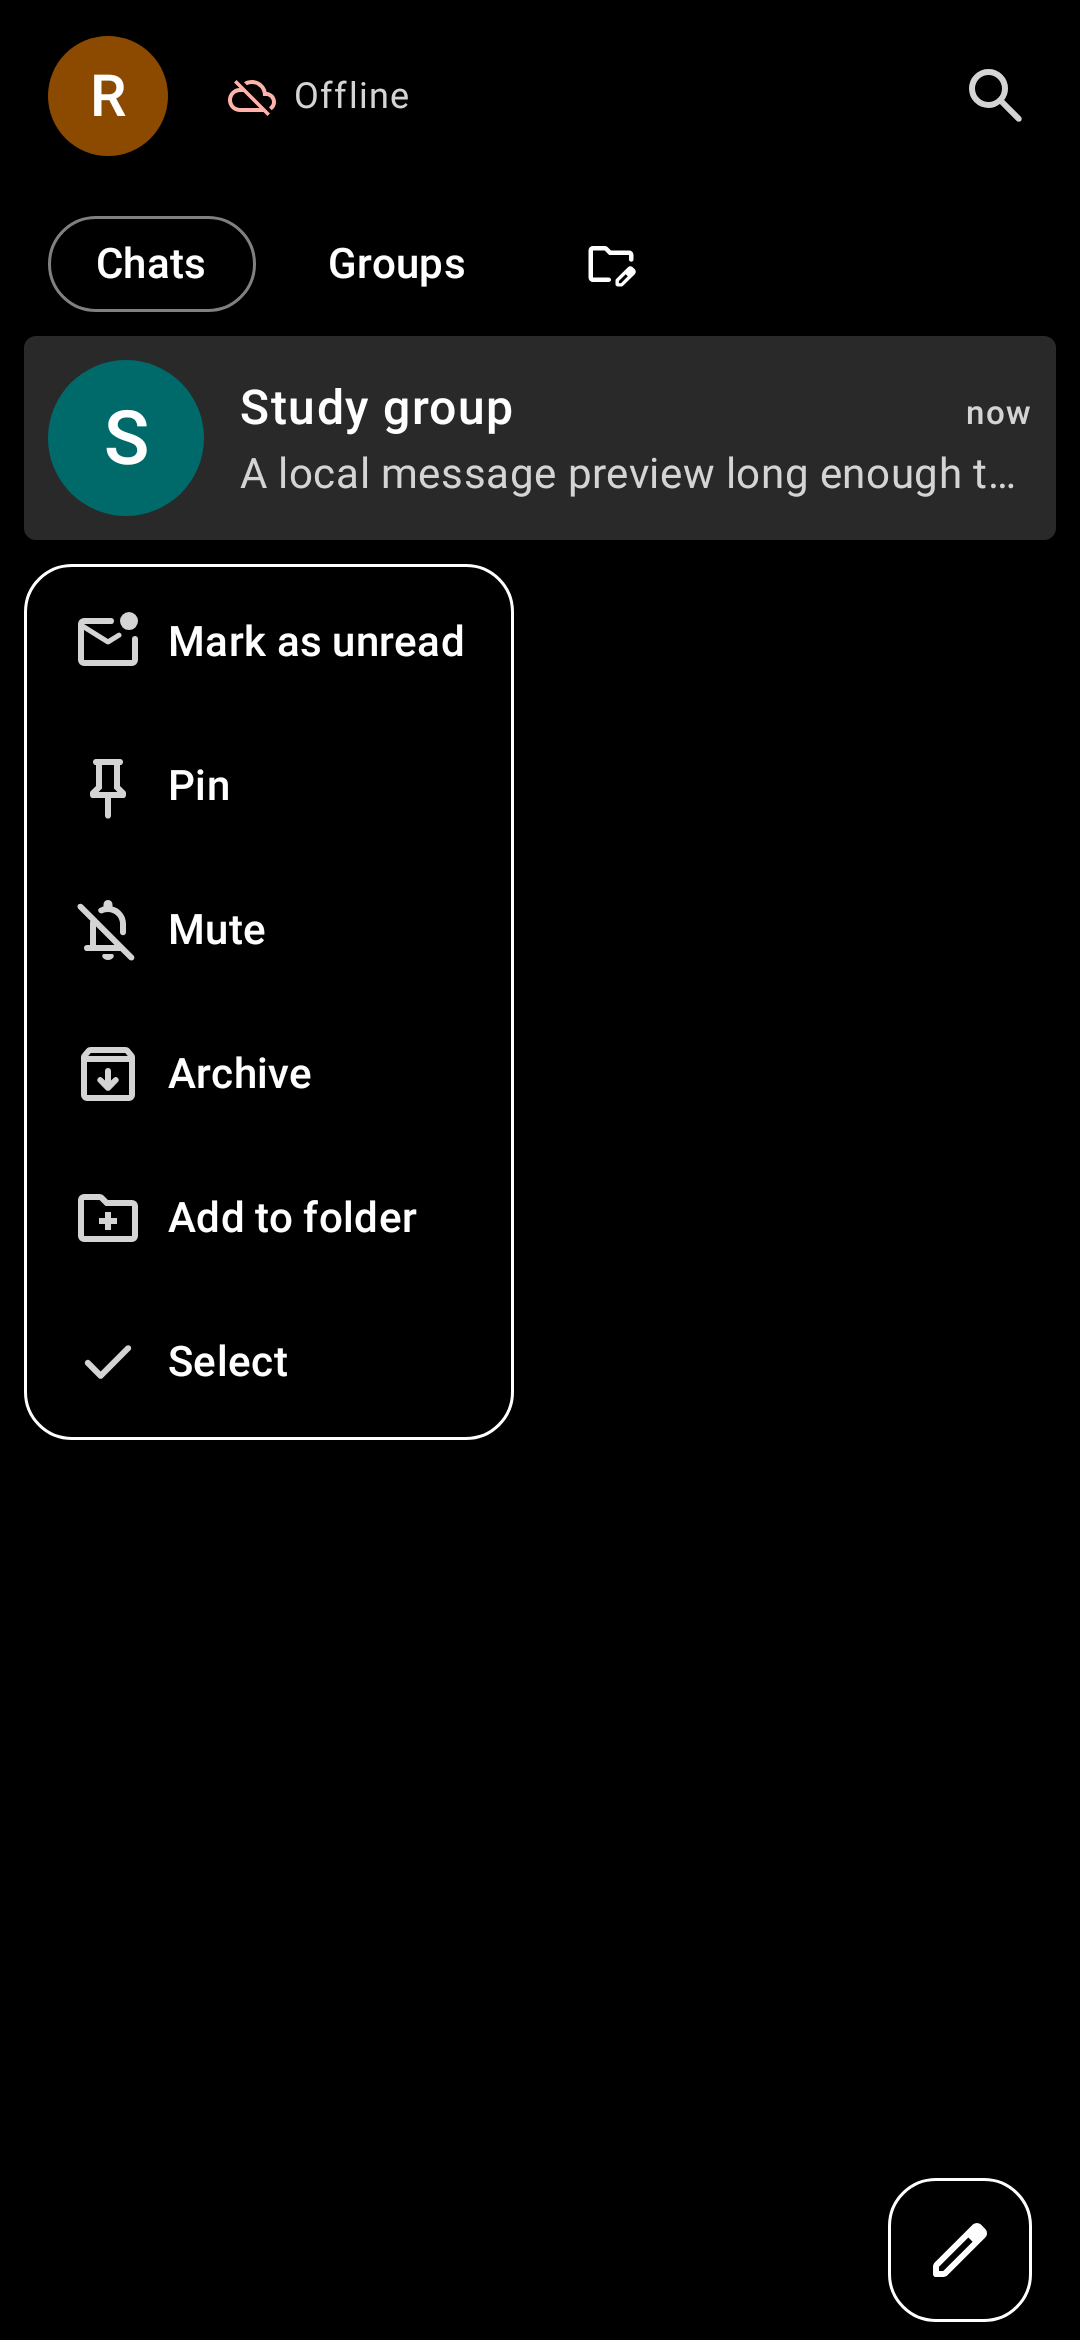 R
Offline
Chats
Groups
S
Study group
now
A local message preview long enough t…
Mark as unread
Pin
Mute
Archive
Add to folder
Select